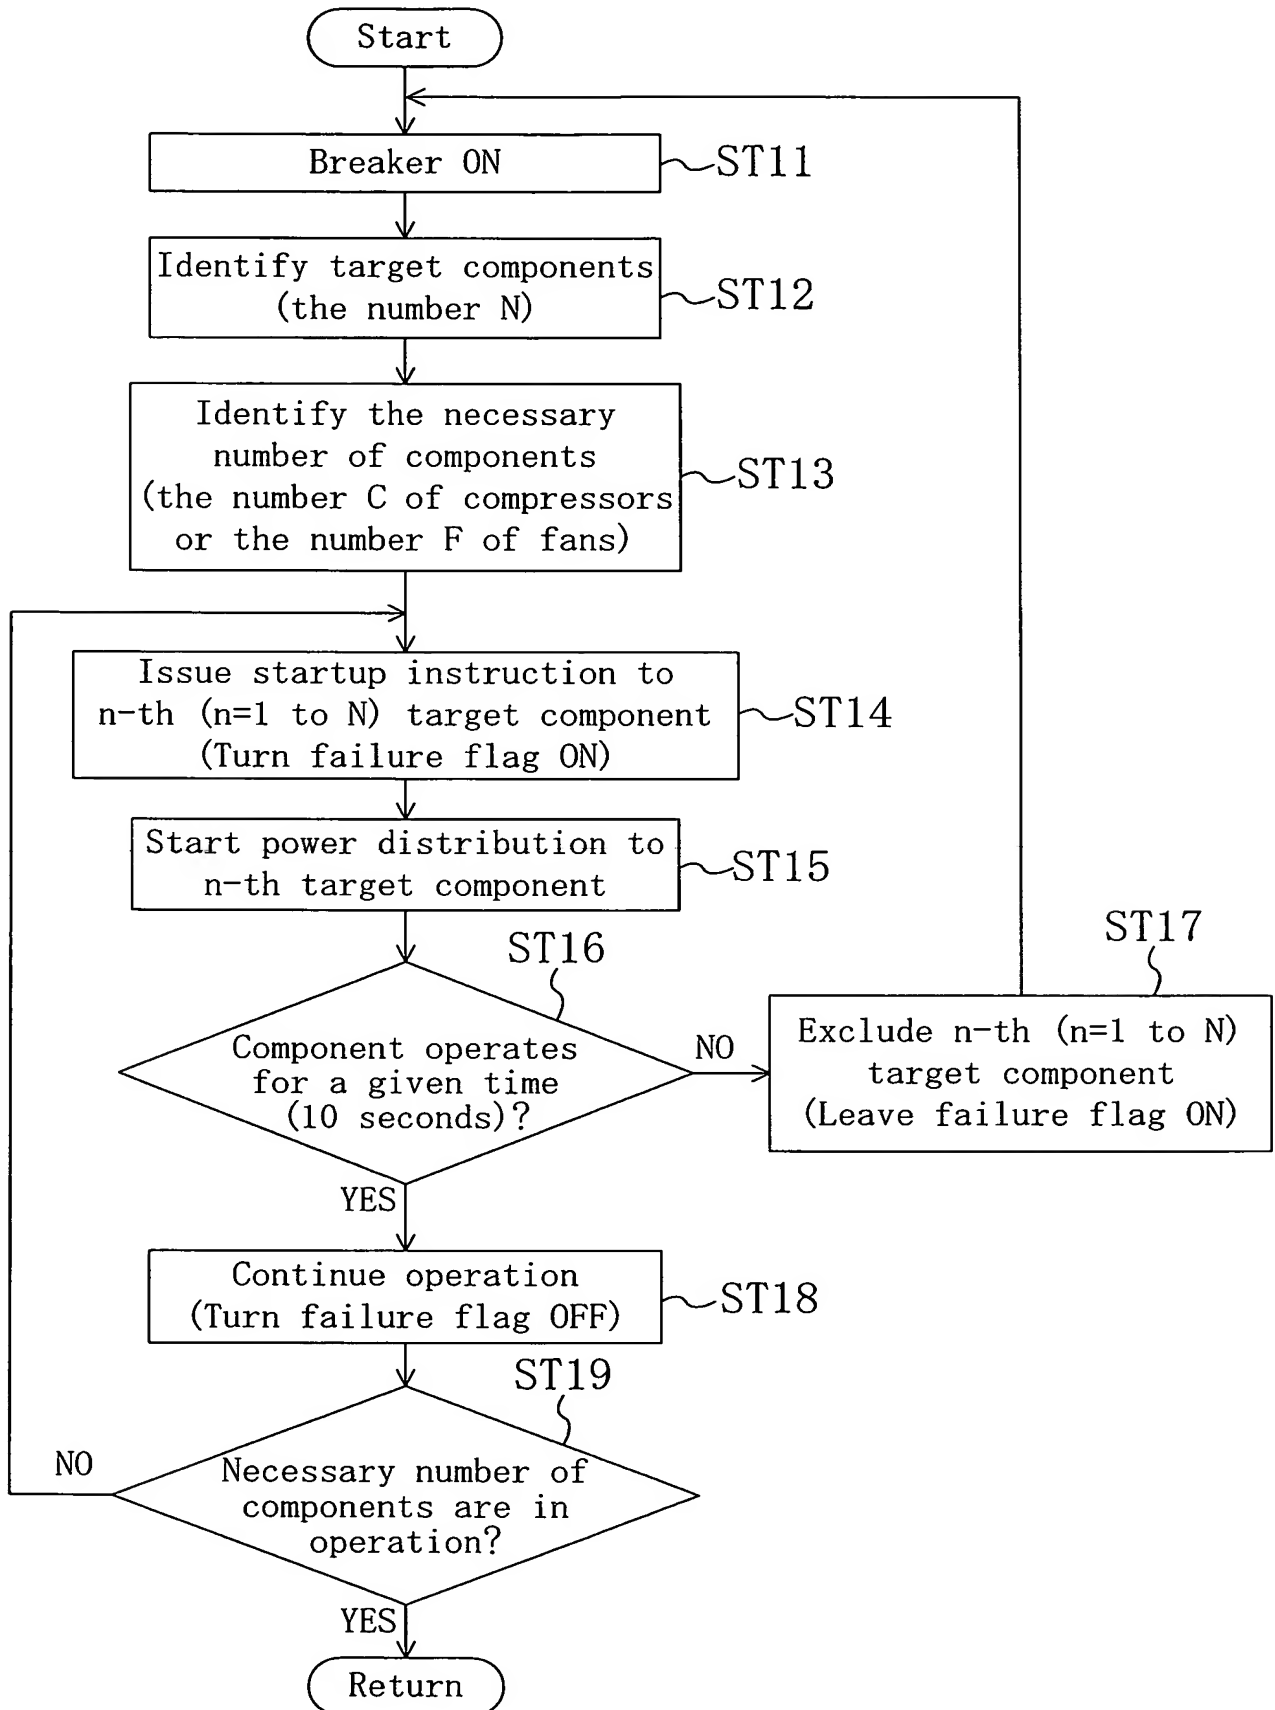 Start
Breaker ON
ST11
Identify target components
(the number N)
ST12
Identify the necessary
number of components
(the number C of compressors
or the number F of fans)
ST13
Issue startup instruction to
n-th (n=1 to N) target component
(Turn failure flag ON)
ST14
Start power distribution to
n-th target component
ST15
ST16
Component operates
for a given time
(10 seconds)?
NO
YES
ST17
Exclude n-th (n=1 to N)
target component
(Leave failure flag ON)
Continue operation
(Turn failure flag OFF)
ST18
ST19
Necessary number of
components are in
operation?
NO
YES
Return